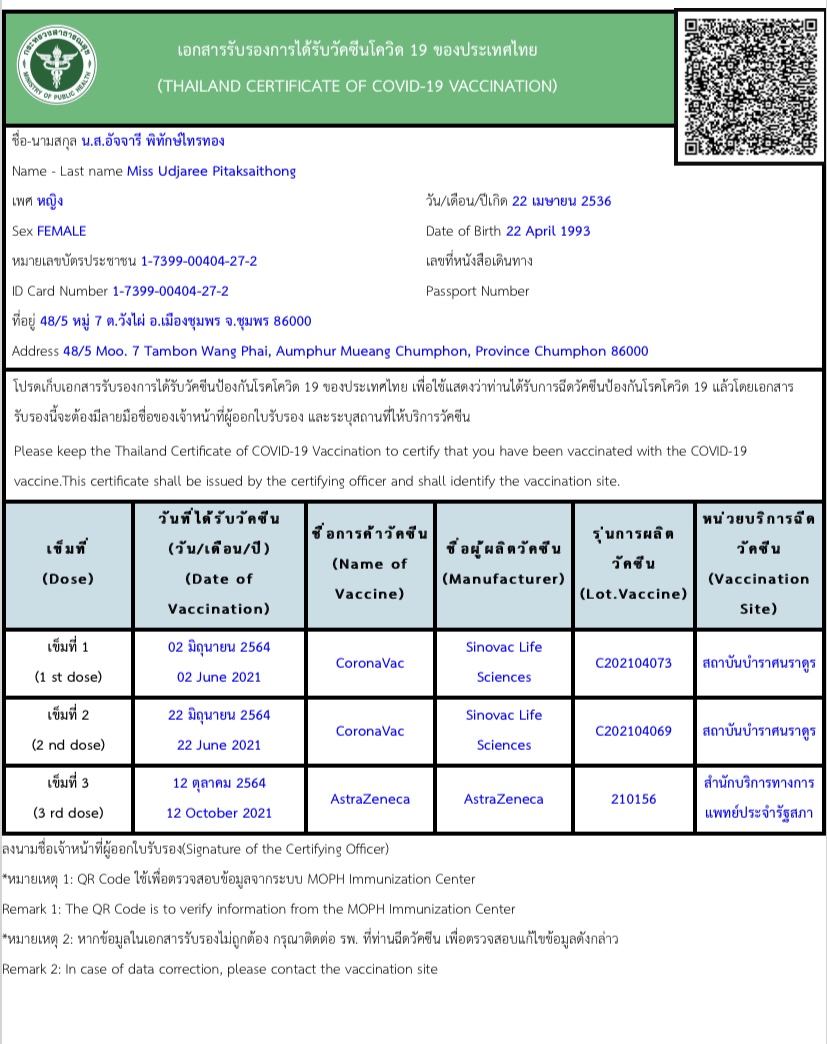 กระทรวงสาธารณสุข
MINISTRY OF PUBLIC HEALTH
เอกสารรับรองการได้รับวัคซีนโควิด 19 ของประเทศไทย
(THAILAND CERTIFICATE OF COVID-19 VACCINATION)
ชื่อ-นามสกุล น.ส.อัจจารี พิทักษ์ไทรทอง
Name - Last name Miss Udjaree Pitaksaithong
เพศ หญิง วัน/เดือน/ปีเกิด 22 เมษายน 2536
Sex FEMALE Date of Birth 22 April 1993
หมายเลขบัตรประชาชน 1-7399-00404-27-2 เลขที่หนังสือเดินทาง
ID Card Number 1-7399-00404-27-2 Passport Number
ที่อยู่ 48/5 หมู่ 7 ต.วังไผ่ อ.เมืองชุมพร จ.ชุมพร 86000
Address 48/5 Moo. 7 Tambon Wang Phai, Aumphur Mueang Chumphon, Province Chumphon 86000
โปรดเก็บเอกสารรับรองการได้รับวัคซีนป้องกันโรคโควิด 19 ของประเทศไทย เพื่อใช้แสดงว่าท่านได้รับการฉีดวัคซีนป้องกันโรคโควิด 19 แล้วโดยเอกสาร
รับรองนี้จะต้องมีลายมือชื่อของเจ้าหน้าที่ผู้ออกใบรับรอง และระบุสถานที่ให้บริการวัคซีน
Please keep the Thailand Certificate of COVID-19 Vaccination to certify that you have been vaccinated with the COVID-19
vaccine.This certificate shall be issued by the certifying officer and shall identify the vaccination site.
เข็มที่
(Dose)
วันที่ได้รับวัคซีน
(วัน/เดือน/ปี)
(Date of
Vaccination)
ชื่อการค้าวัคซีน
(Name of
Vaccine)
ชื่อผู้ผลิตวัคซีน
(Manufacturer)
รุ่นการผลิต
วัคซีน
(Lot.Vaccine)
หน่วยบริการฉีด
วัคซีน
(Vaccination
Site)
เข็มที่ 1
(1 st dose)
02 มิถุนายน 2564
02 June 2021
CoronaVac
Sinovac Life
Sciences
C202104073
สถาบันบำราศนราดูร
เข็มที่ 2
(2 nd dose)
22 มิถุนายน 2564
22 June 2021
CoronaVac
Sinovac Life
Sciences
C202104069
สถาบันบำราศนราดูร
เข็มที่ 3
(3 rd dose)
12 ตุลาคม 2564
12 October 2021
AstraZeneca
AstraZeneca
210156
สำนักบริการทางการ
แพทย์ประจำรัฐสภา
ลงนามชื่อเจ้าหน้าที่ผู้ออกใบรับรอง(Signature of the Certifying Officer)
*หมายเหตุ 1: QR Code ใช้เพื่อตรวจสอบข้อมูลจากระบบ MOPH Immunization Center
Remark 1: The QR Code is to verify information from the MOPH Immunization Center
*หมายเหตุ 2: หากข้อมูลในเอกสารรับรองไม่ถูกต้อง กรุณาติดต่อ รพ. ที่ท่านฉีดวัคซีน เพื่อตรวจสอบแก้ไขข้อมูลดังกล่าว
Remark 2: In case of data correction, please contact the vaccination site